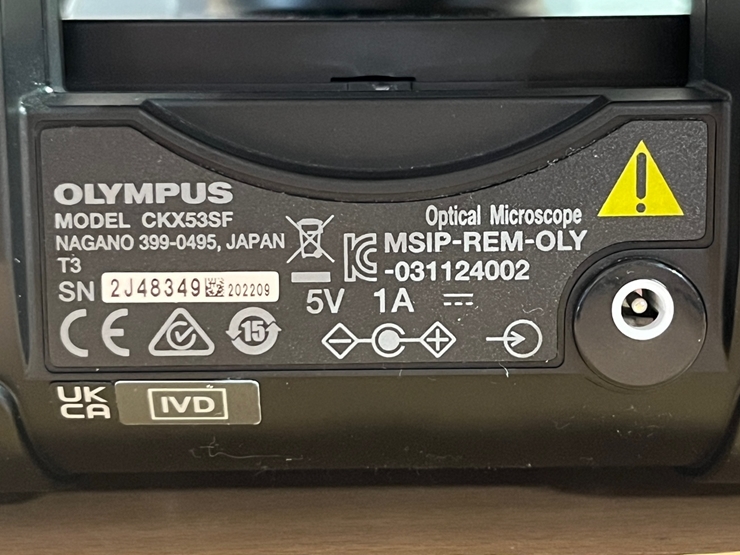 OLYMPUS
MODEL CKX53SF
NAGANO 399-0495, JAPAN
T3
SN 2J48349 202209
Optical Microscope
MSIP-REM-OLY
-031124002
5V 1A
CE
15
UK
CA
IVD